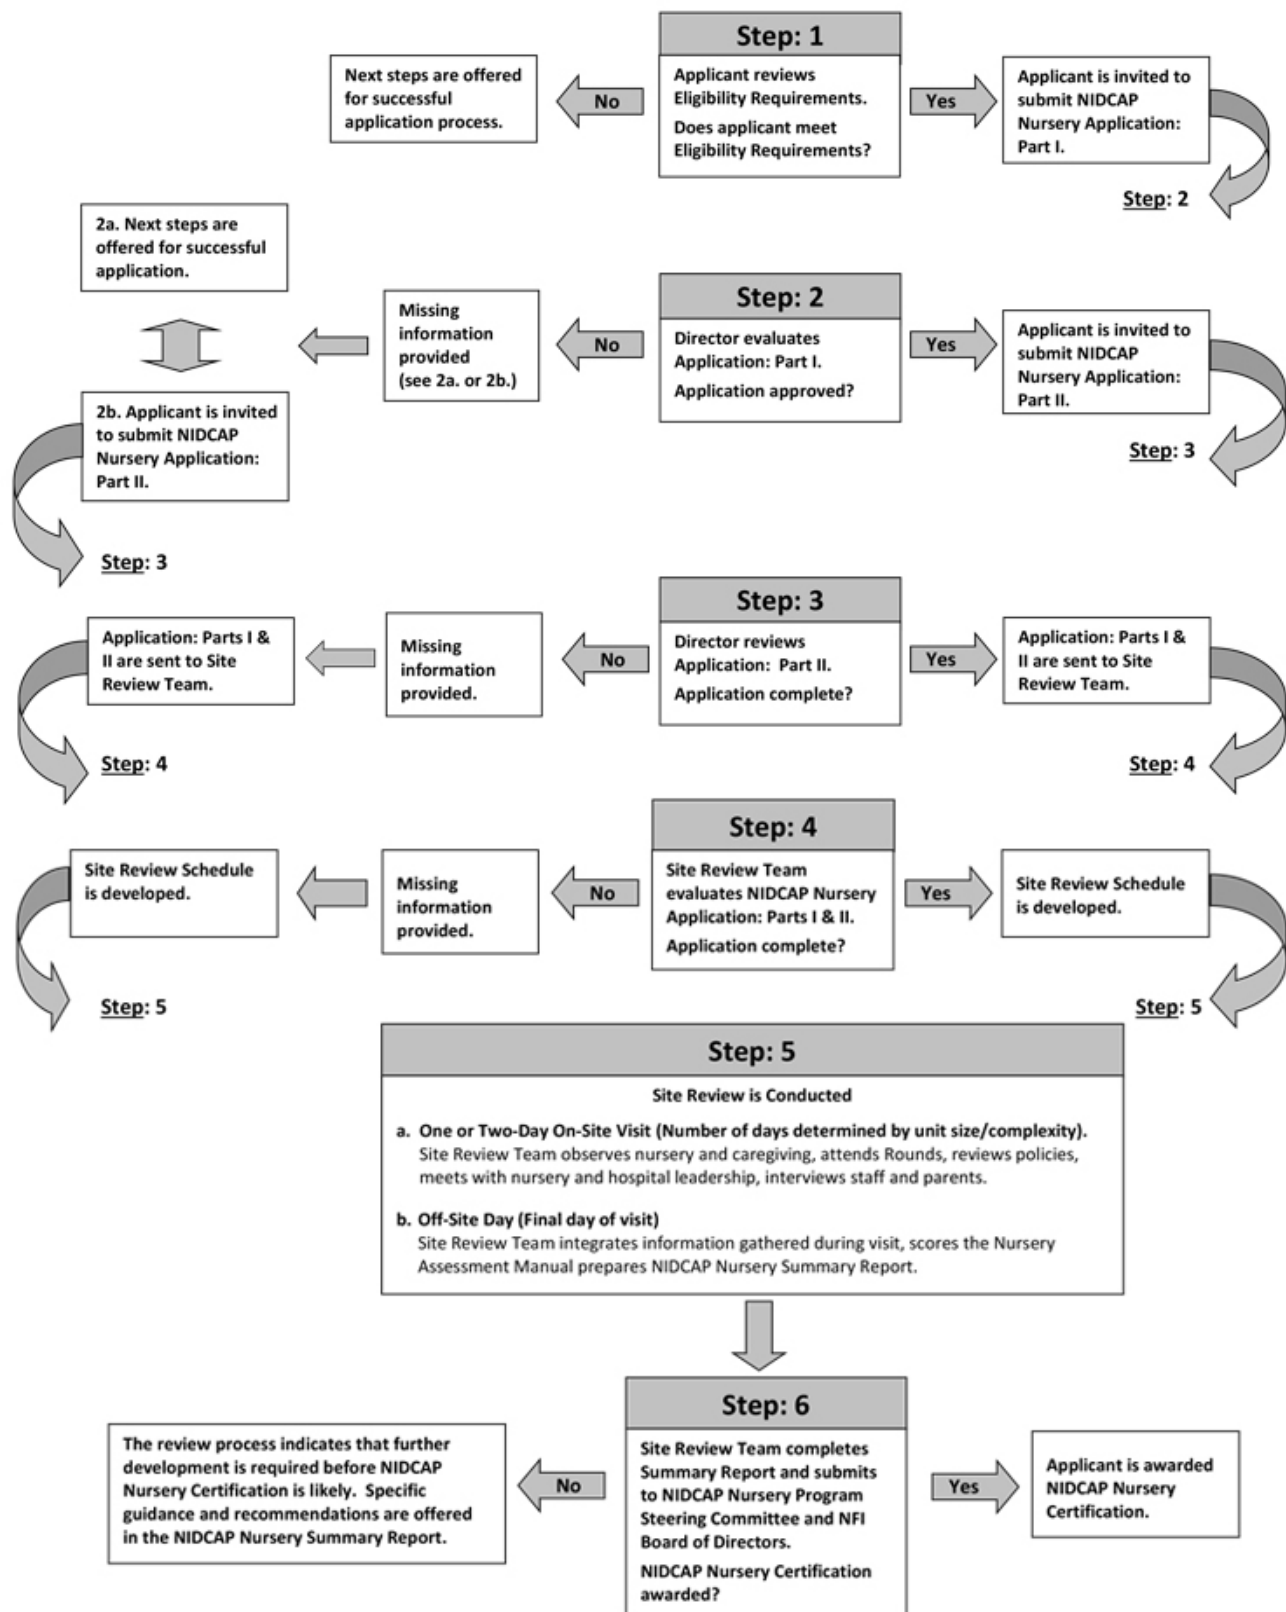 Step: 1
Next steps are offered
for successful
application process.
No
Applicant reviews
Eligibility Requirements.
Does applicant meet
Eligibility Requirements?
Yes
Applicant is invited to
submit NIDCAP
Nursery Application:
Part I.
Step: 2
2a. Next steps are
offered for successful
application.
2b. Applicant is invited
to submit NIDCAP
Nursery Application:
Part II.
Step: 3
Missing
information
provided
(see 2a. or 2b.)
No
Step: 2
Director evaluates
Application: Part I.
Application approved?
Yes
Applicant is invited to
submit NIDCAP
Nursery Application:
Part II.
Step: 3
Application: Parts I &
II are sent to Site
Review Team.
Step: 4
Missing
information
provided.
No
Step: 3
Director reviews
Application: Part II.
Application complete?
Yes
Application: Parts I &
II are sent to Site
Review Team.
Step: 4
Site Review Schedule
is developed.
Step: 5
Missing
information
provided.
No
Step: 4
Site Review Team
evaluates NIDCAP Nursery
Application: Parts I & II.
Application complete?
Yes
Site Review Schedule
is developed.
Step: 5
Step: 5
Site Review is Conducted
a. One or Two-Day On-Site Visit (Number of days determined by unit size/complexity).
Site Review Team observes nursery and caregiving, attends Rounds, reviews policies,
meets with nursery and hospital leadership, interviews staff and parents.
b. Off-Site Day (Final day of visit)
Site Review Team integrates information gathered during visit, scores the Nursery
Assessment Manual prepares NIDCAP Nursery Summary Report.
The review process indicates that further
development is required before NIDCAP
Nursery Certification is likely. Specific
guidance and recommendations are offered
in the NIDCAP Nursery Summary Report.
No
Step: 6
Site Review Team completes
Summary Report and submits
to NIDCAP Nursery Program
Steering Committee and NFI
Board of Directors.
NIDCAP Nursery Certification
awarded?
Yes
Applicant is awarded
NIDCAP Nursery
Certification.